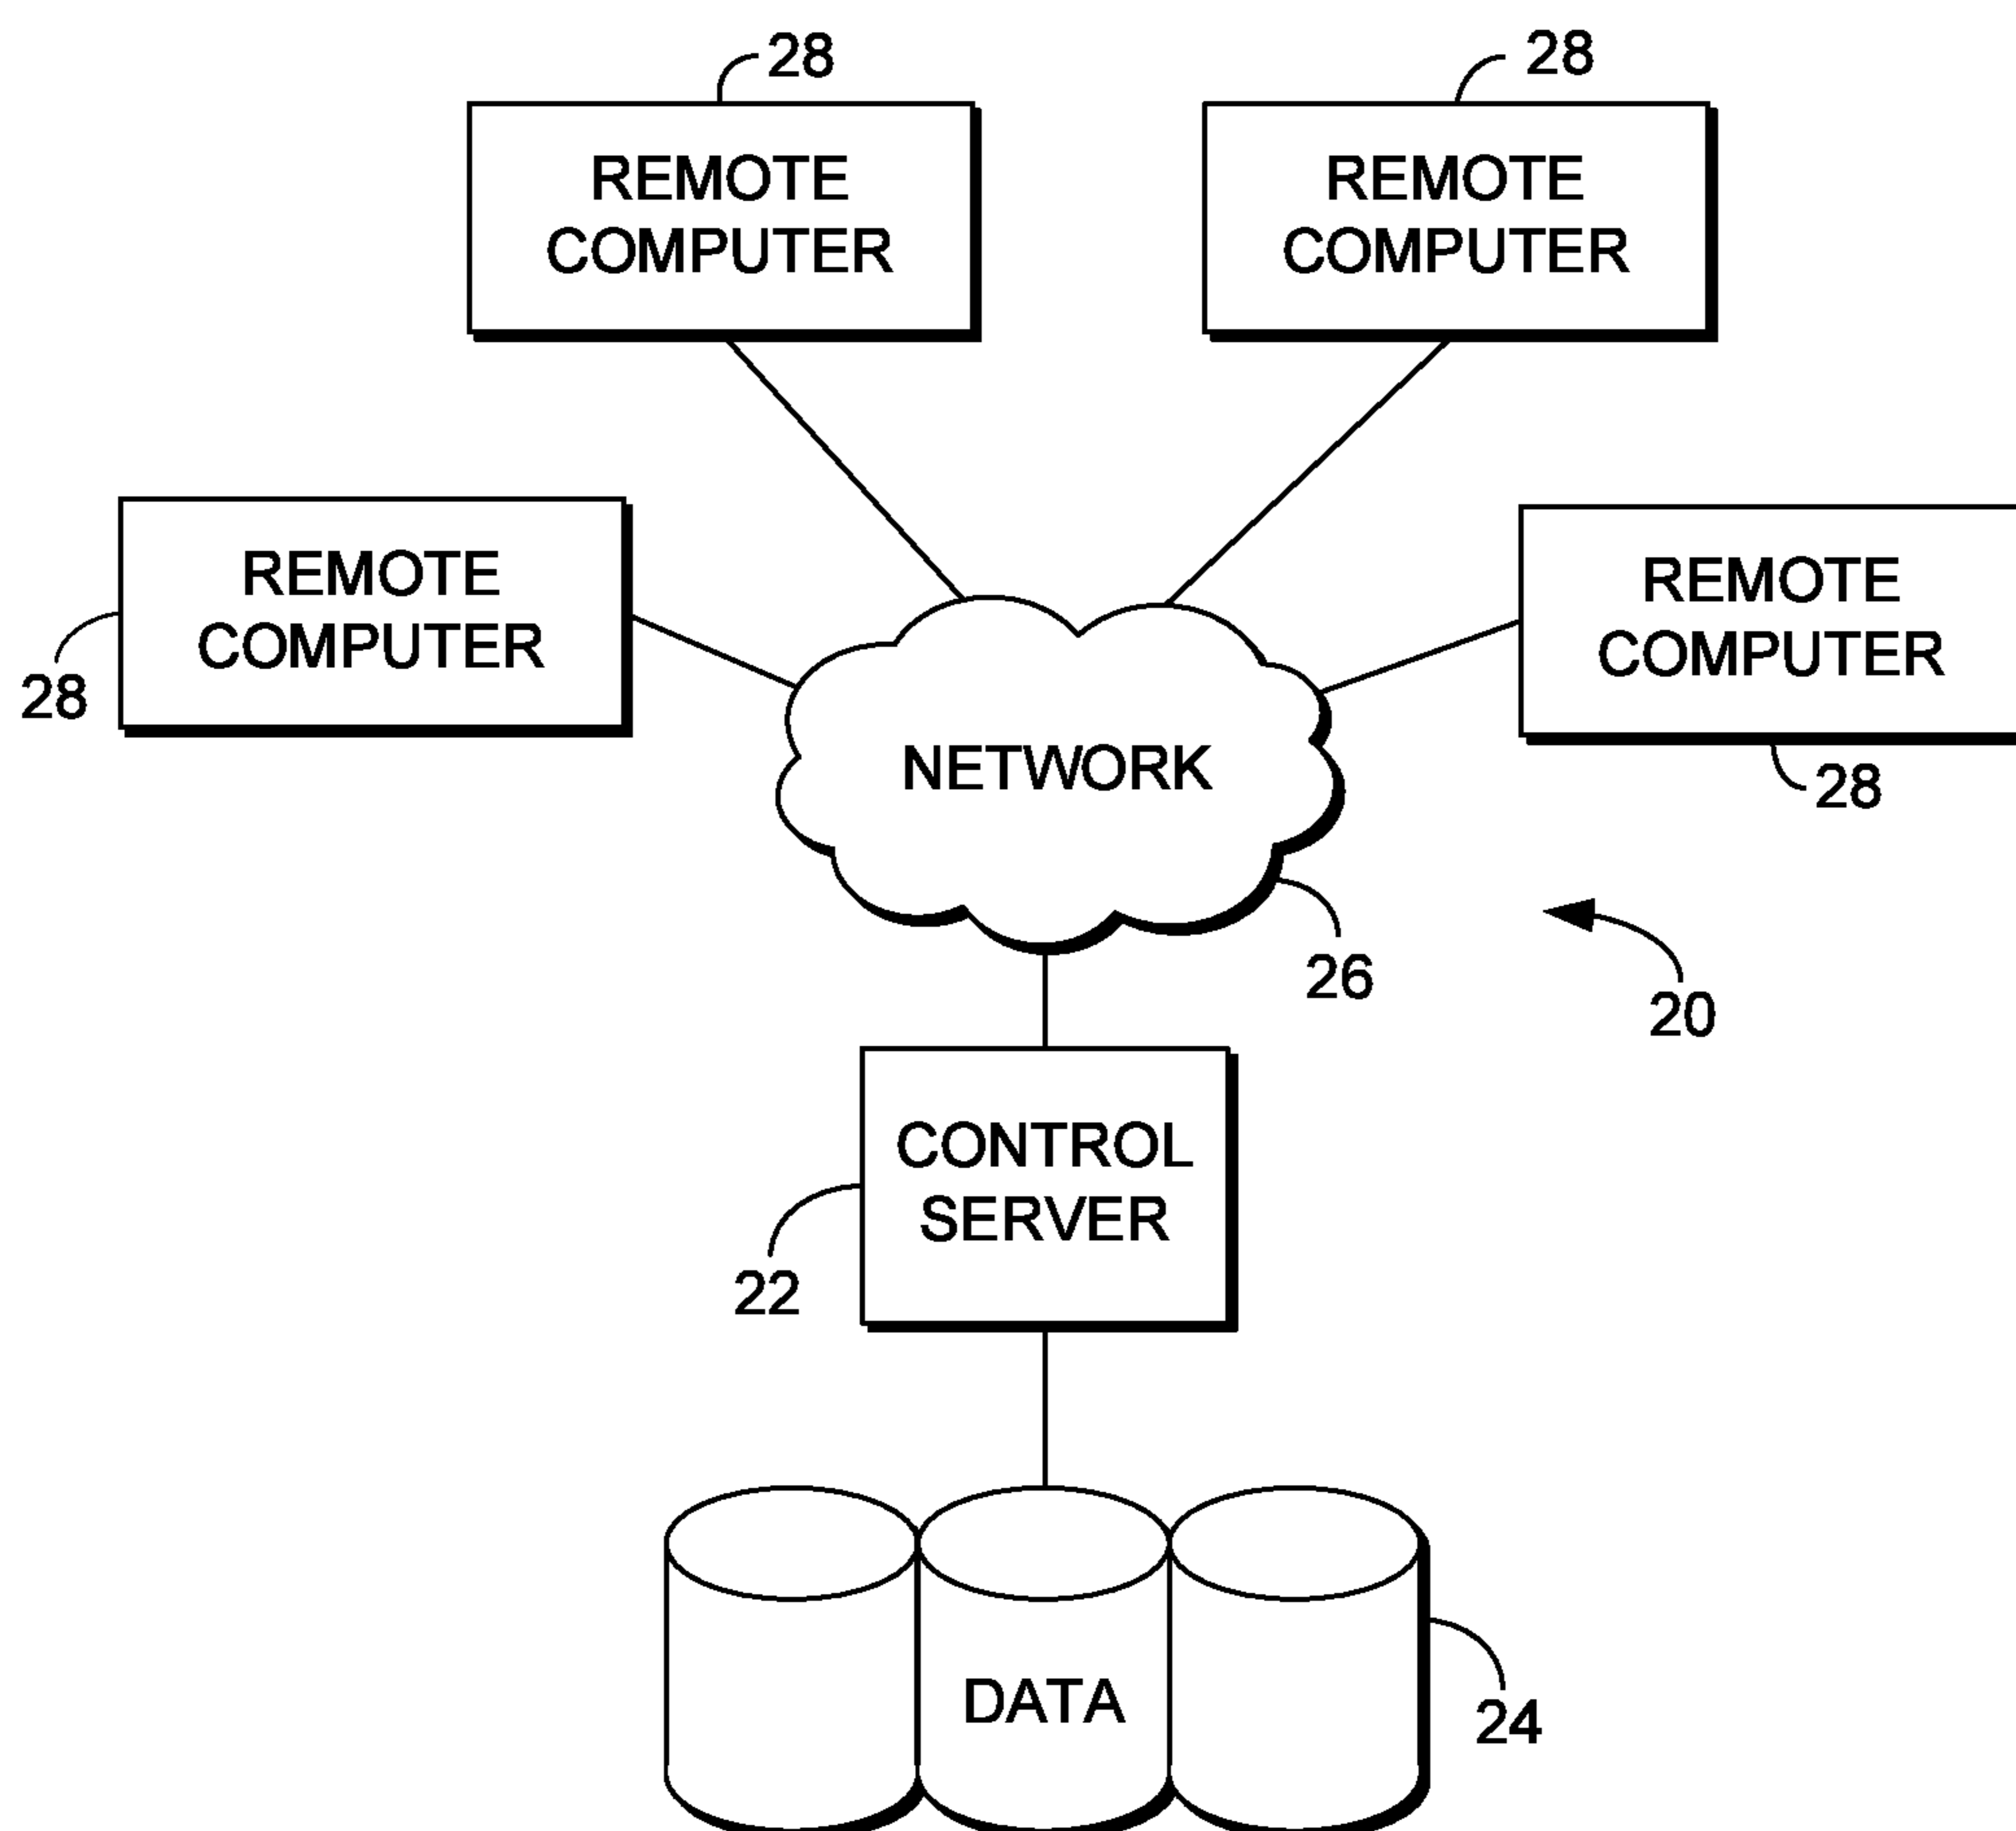 28
28
REMOTE
COMPUTER
REMOTE
COMPUTER
REMOTE
COMPUTER
28
REMOTE
COMPUTER
28
NETWORK
26
20
CONTROL
SERVER
22
DATA
24